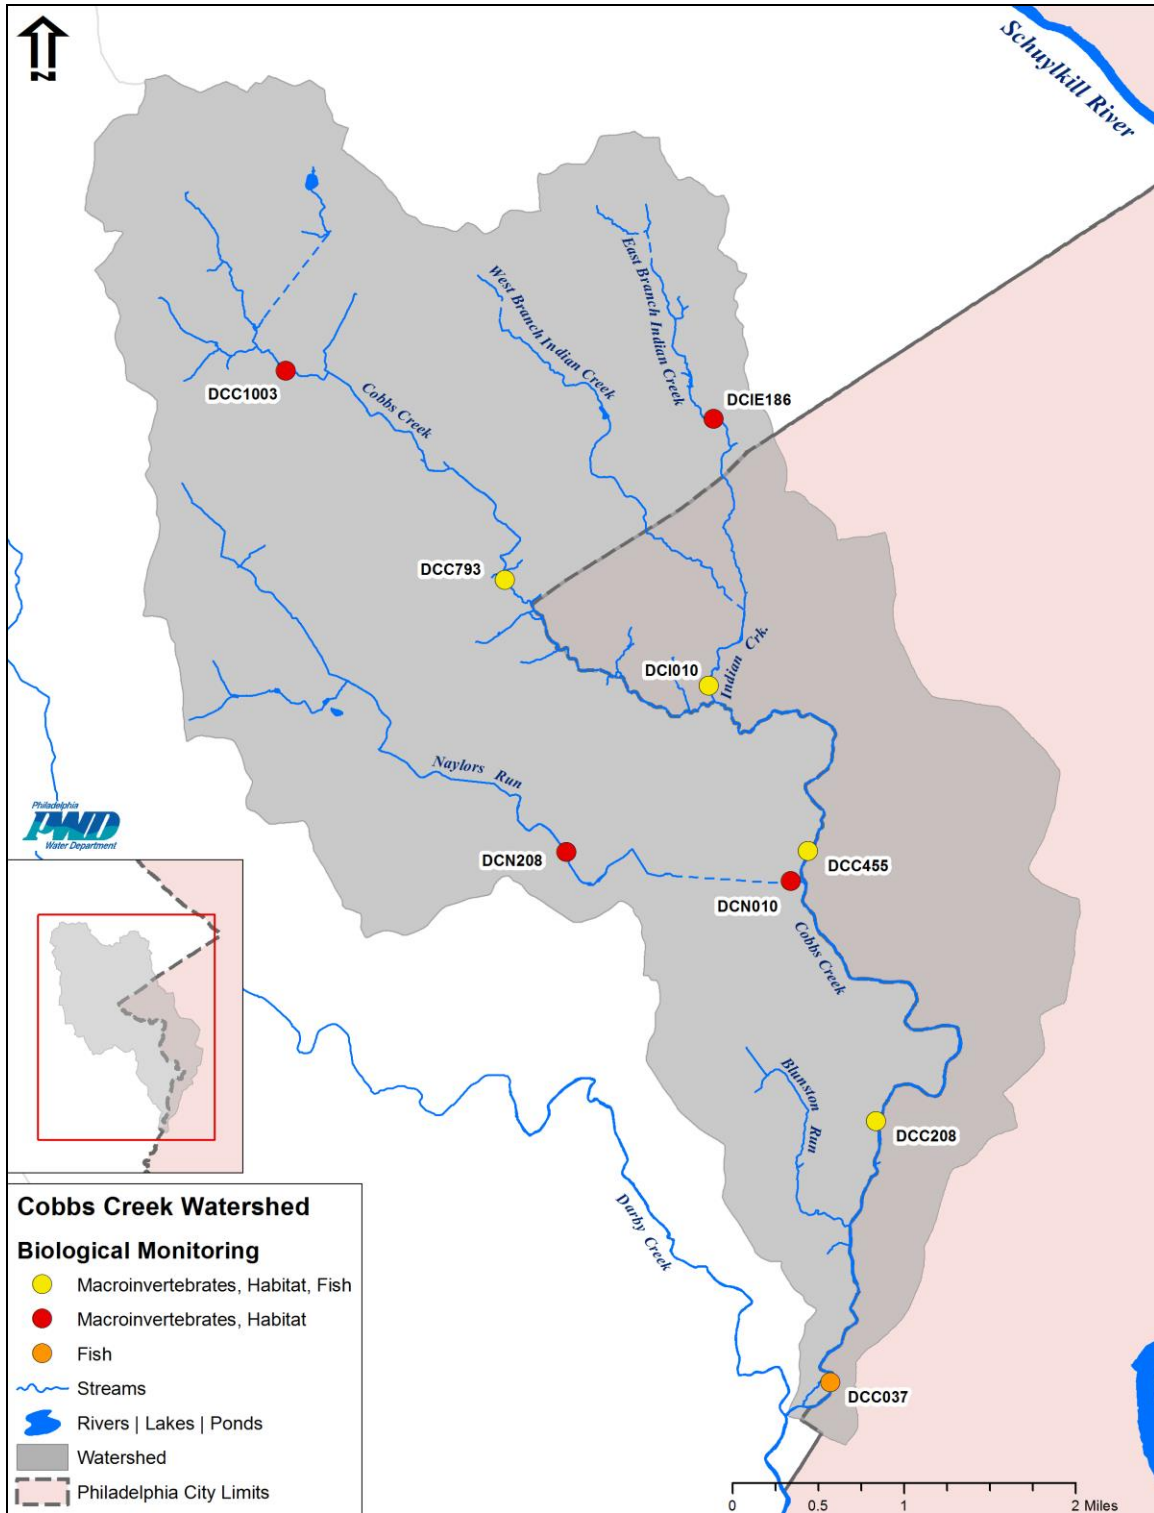 N
Schuylkill River
East Branch Indian Creek
West Branch Indian Creek
DCC1003
Cobbs Creek
DCIE186
DCC793
DCI010
Indian Crk.
Naylors Run
Philadelphia
PWD
Water Department
DCN208
DCC455
DCN010
Cobbs Creek
Blunston Run
DCC208
Darby Creek
DCC037
Cobbs Creek Watershed
Biological Monitoring
Macroinvertebrates, Habitat, Fish
Macroinvertebrates, Habitat
Fish
Streams
Rivers | Lakes | Ponds
Watershed
Philadelphia City Limits
0 0.5 1 2 Miles